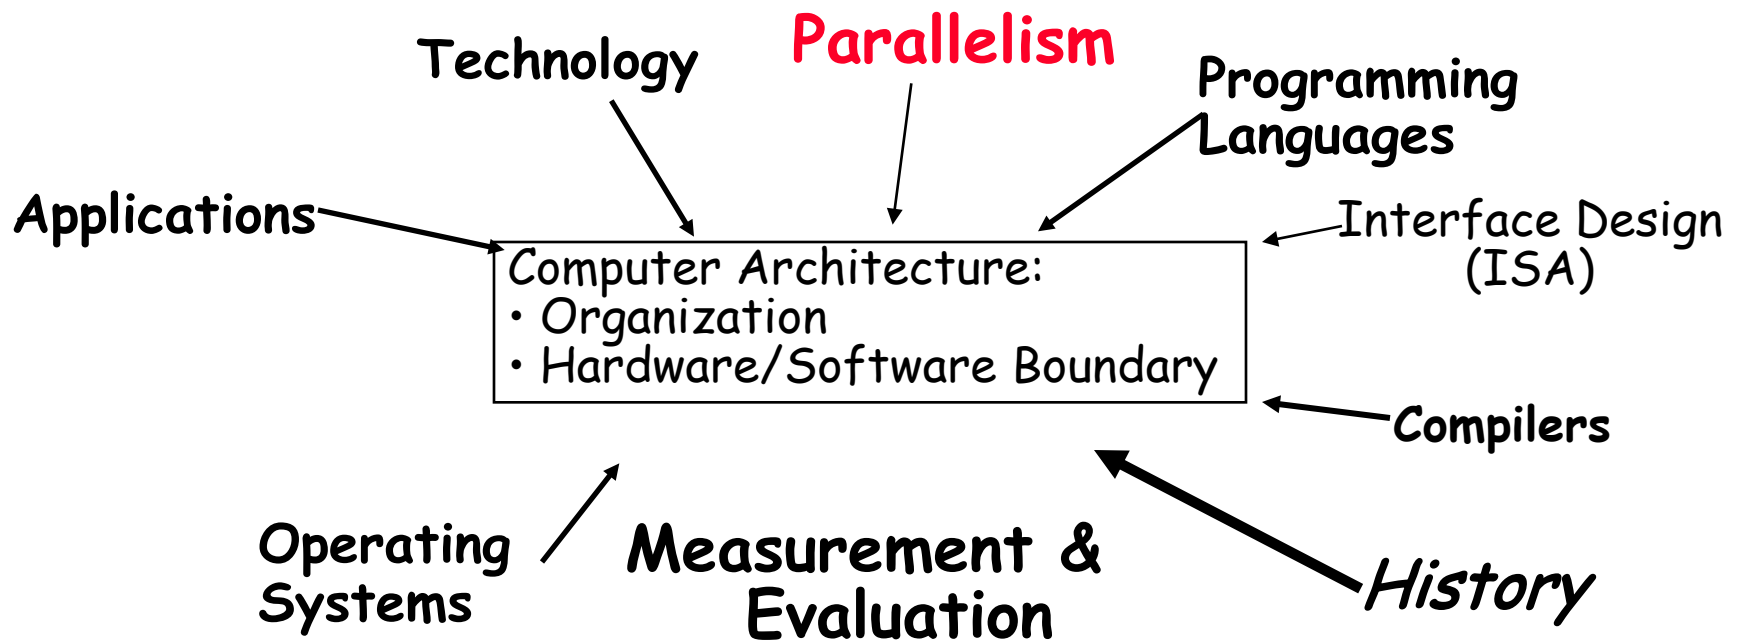 Parallelism
Technology
Programming
Languages
Applications
Interface Design
(ISA)
Computer Architecture:
• Organization
• Hardware/Software Boundary
Compilers
Operating
Systems
Measurement &
Evaluation
History